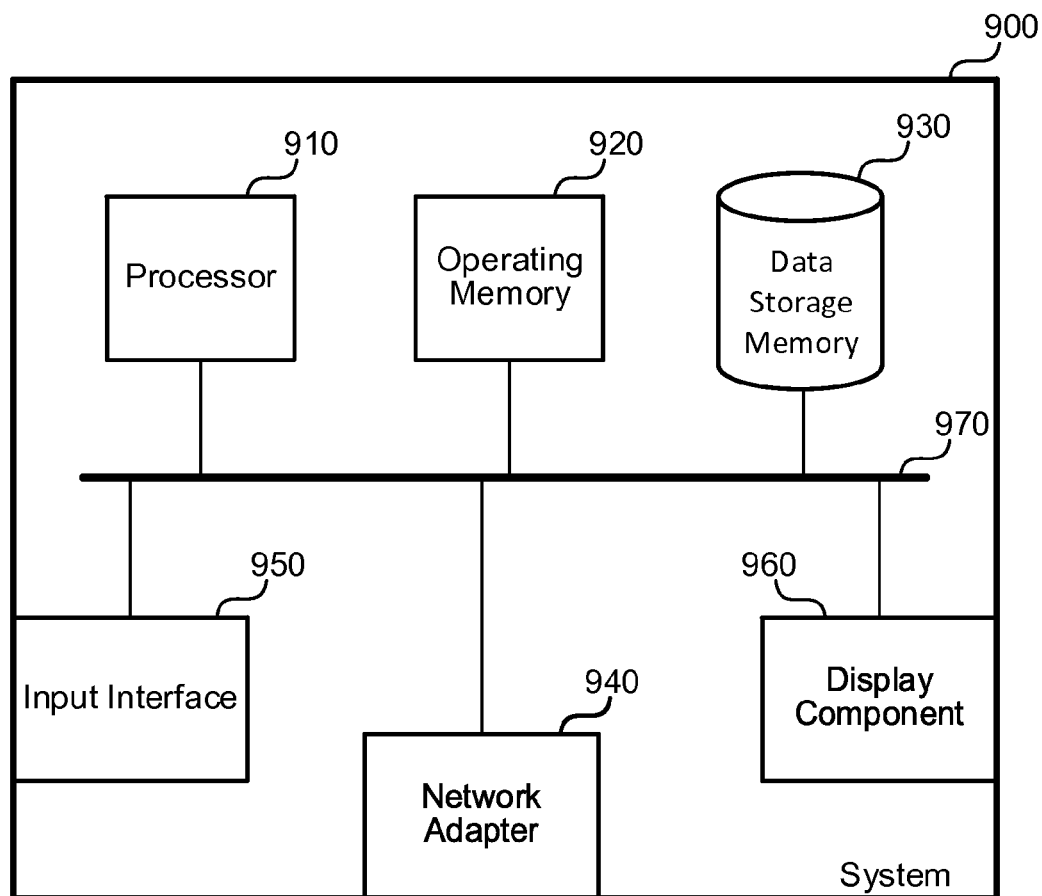 900
910
920
930
Processor
Operating
Memory
Data
Storage
Memory
970
950
960
Input Interface
940
Display
Component
Network
Adapter
System